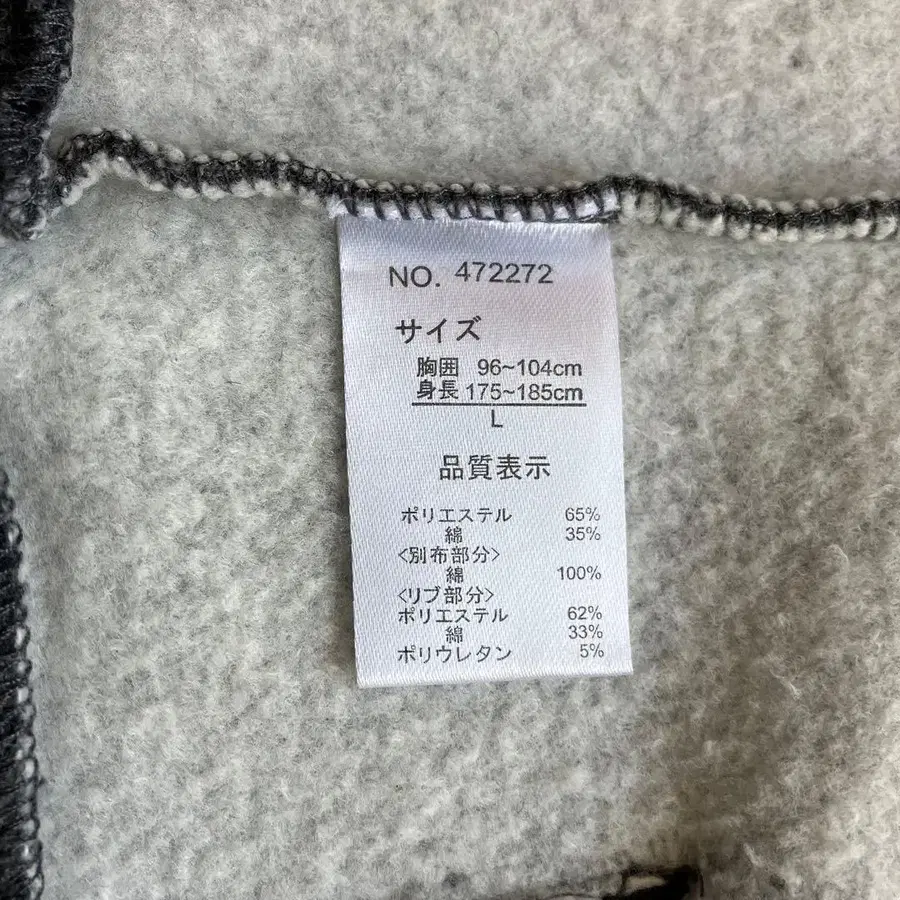 NO. 472272
サイズ
胸囲 96~104cm
身長 175~185cm
L
品質表示
ポリエステル 65%
綿 35%
〈別布部分〉
綿 100%
〈リブ部分〉
ポリエステル 62%
綿 33%
ポリウレタン 5%